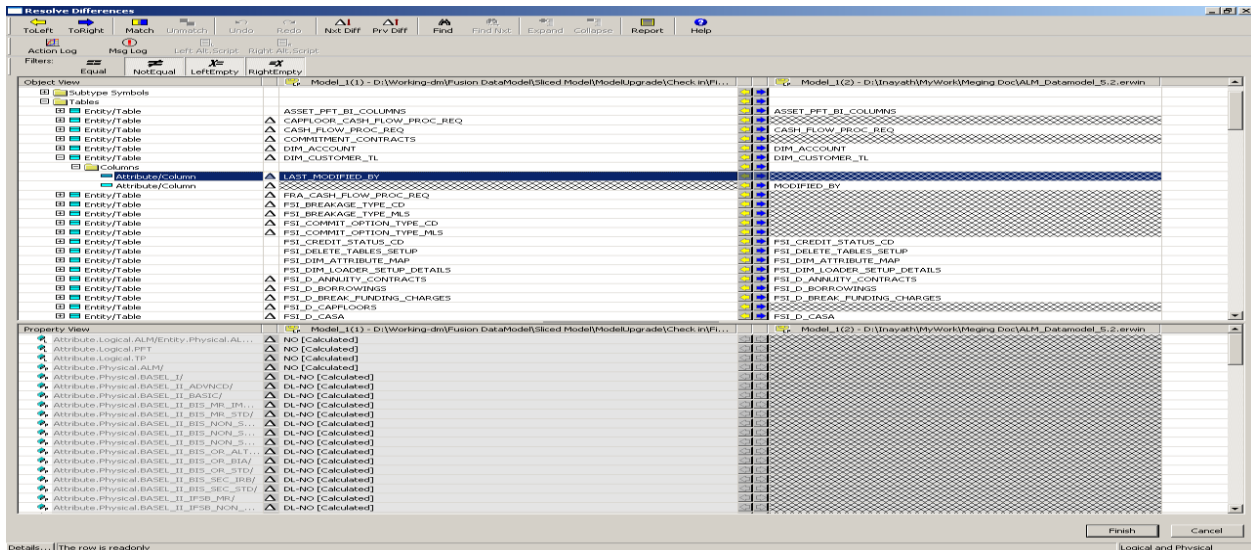 Resolve Differences
ToLeft ToRight Match Unmatch Undo Redo Nxt Diff Prv Diff Find Find Nxt Expand Collapse Report Help
Action Log Msg Log Left Alt.Script Right Alt.Script
Filters: == Equal ≠ NotEqual X= LeftEmpty =X RightEmpty
Object View Model_1(1) - D:\Working-dm\Fusion DataModel\Sliced Model\ModelUpgrade\Check in\Fi... Model_1(2) - D:\Inayath\MyWork\Meging Doc\ALM_Datamodel_5.2.erwin
Subtype Symbols
Tables
Entity/Table ASSET_PFT_BI_COLUMNS ASSET_PFT_BI_COLUMNS
Entity/Table CAPFLOOR_CASH_FLOW_PROC_REQ
Entity/Table CASH_FLOW_PROC_REQ CASH_FLOW_PROC_REQ
Entity/Table COMMITMENT_CONTRACTS
Entity/Table DIM_ACCOUNT DIM_ACCOUNT
Entity/Table DIM_CUSTOMER_TL DIM_CUSTOMER_TL
Columns
Attribute/Column LAST_MODIFIED_BY
Attribute/Column MODIFIED_BY
Entity/Table FRA_CASH_FLOW_PROC_REQ
Entity/Table FSI_BREAKAGE_TYPE_CD
Entity/Table FSI_BREAKAGE_TYPE_MLS
Entity/Table FSI_COMMIT_OPTION_TYPE_CD
Entity/Table FSI_COMMIT_OPTION_TYPE_MLS
Entity/Table FSI_CREDIT_STATUS_CD FSI_CREDIT_STATUS_CD
Entity/Table FSI_DELETE_TABLES_SETUP FSI_DELETE_TABLES_SETUP
Entity/Table FSI_DIM_ATTRIBUTE_MAP FSI_DIM_ATTRIBUTE_MAP
Entity/Table FSI_DIM_LOADER_SETUP_DETAILS FSI_DIM_LOADER_SETUP_DETAILS
Entity/Table FSI_D_ANNUITY_CONTRACTS FSI_D_ANNUITY_CONTRACTS
Entity/Table FSI_D_BORROWINGS FSI_D_BORROWINGS
Entity/Table FSI_D_BREAK_FUNDING_CHARGES FSI_D_BREAK_FUNDING_CHARGES
Entity/Table FSI_D_CAPFLOORS
Entity/Table FSI_D_CASA FSI_D_CASA
Property View Model_1(1) - D:\Working-dm\Fusion DataModel\Sliced Model\ModelUpgrade\Check in\Fi... Model_1(2) - D:\Inayath\MyWork\Meging Doc\ALM_Datamodel_5.2.erwin
Attribute.Logical.ALM/Entity.Physical.AL... NO [Calculated]
Attribute.Logical.PFT NO [Calculated]
Attribute.Logical.TP NO [Calculated]
Attribute.Physical.ALM/ NO [Calculated]
Attribute.Physical.BASEL_I/ DL-NO [Calculated]
Attribute.Physical.BASEL_II_ADVNCD/ DL-NO [Calculated]
Attribute.Physical.BASEL_II_BASIC/ DL-NO [Calculated]
Attribute.Physical.BASEL_II_BIS_MR_IM... DL-NO [Calculated]
Attribute.Physical.BASEL_II_BIS_MR_STD/ DL-NO [Calculated]
Attribute.Physical.BASEL_II_BIS_NON_S... DL-NO [Calculated]
Attribute.Physical.BASEL_II_BIS_NON_S... DL-NO [Calculated]
Attribute.Physical.BASEL_II_BIS_OR_ALT... DL-NO [Calculated]
Attribute.Physical.BASEL_II_BIS_OR_BIA/ DL-NO [Calculated]
Attribute.Physical.BASEL_II_BIS_OR_STD/ DL-NO [Calculated]
Attribute.Physical.BASEL_II_BIS_SEC_IRB/ DL-NO [Calculated]
Attribute.Physical.BASEL_II_BIS_SEC_STD/ DL-NO [Calculated]
Attribute.Physical.BASEL_II_IFSB_MR/ DL-NO [Calculated]
Attribute.Physical.BASEL_II_IFSB_NON_... DL-NO [Calculated]
Finish Cancel
Details... The row is readonly Logical and Physical